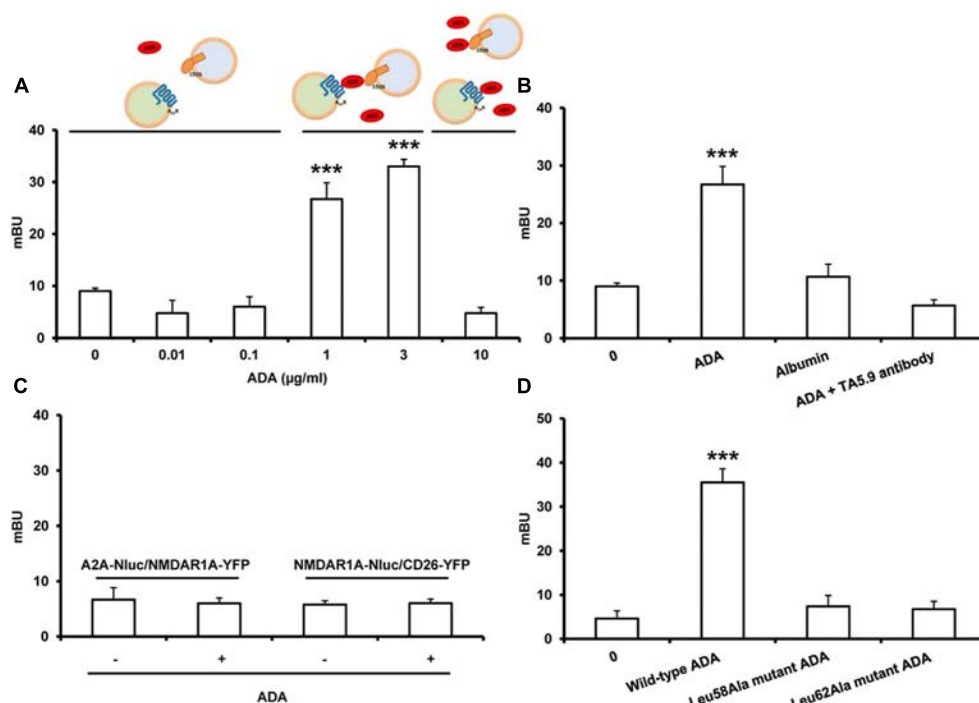 A
40
30
20
10
0
mBU
***
***
0
0.01
0.1
1
3
10
ADA (µg/ml)
B
40
30
20
10
0
mBU
***
0
ADA
Albumin
ADA + TA5.9 antibody
C
40
30
20
10
0
mBU
A2A-Nluc/NMDAR1A-YFP
NMDAR1A-Nluc/CD26-YFP
-
+
-
+
ADA
D
50
40
30
20
10
0
mBU
***
0
Wild-type ADA
Leu58Ala mutant ADA
Leu62Ala mutant ADA